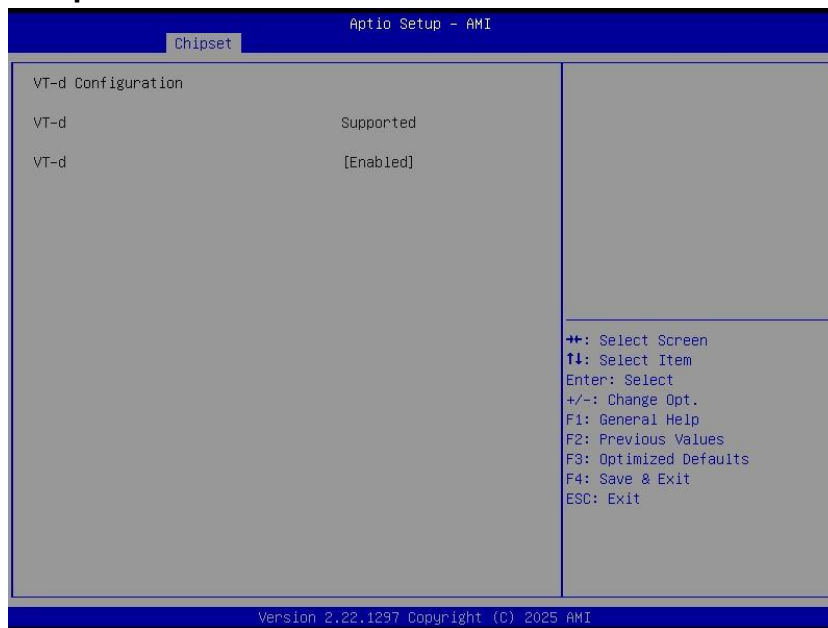 Aptio Setup – AMI
Chipset
VT-d Configuration
VT-d Supported
VT-d [Enabled]
→←: Select Screen
↑↓: Select Item
Enter: Select
+/-: Change Opt.
F1: General Help
F2: Previous Values
F3: Optimized Defaults
F4: Save & Exit
ESC: Exit
Version 2.22.1297 Copyright (C) 2025 AMI